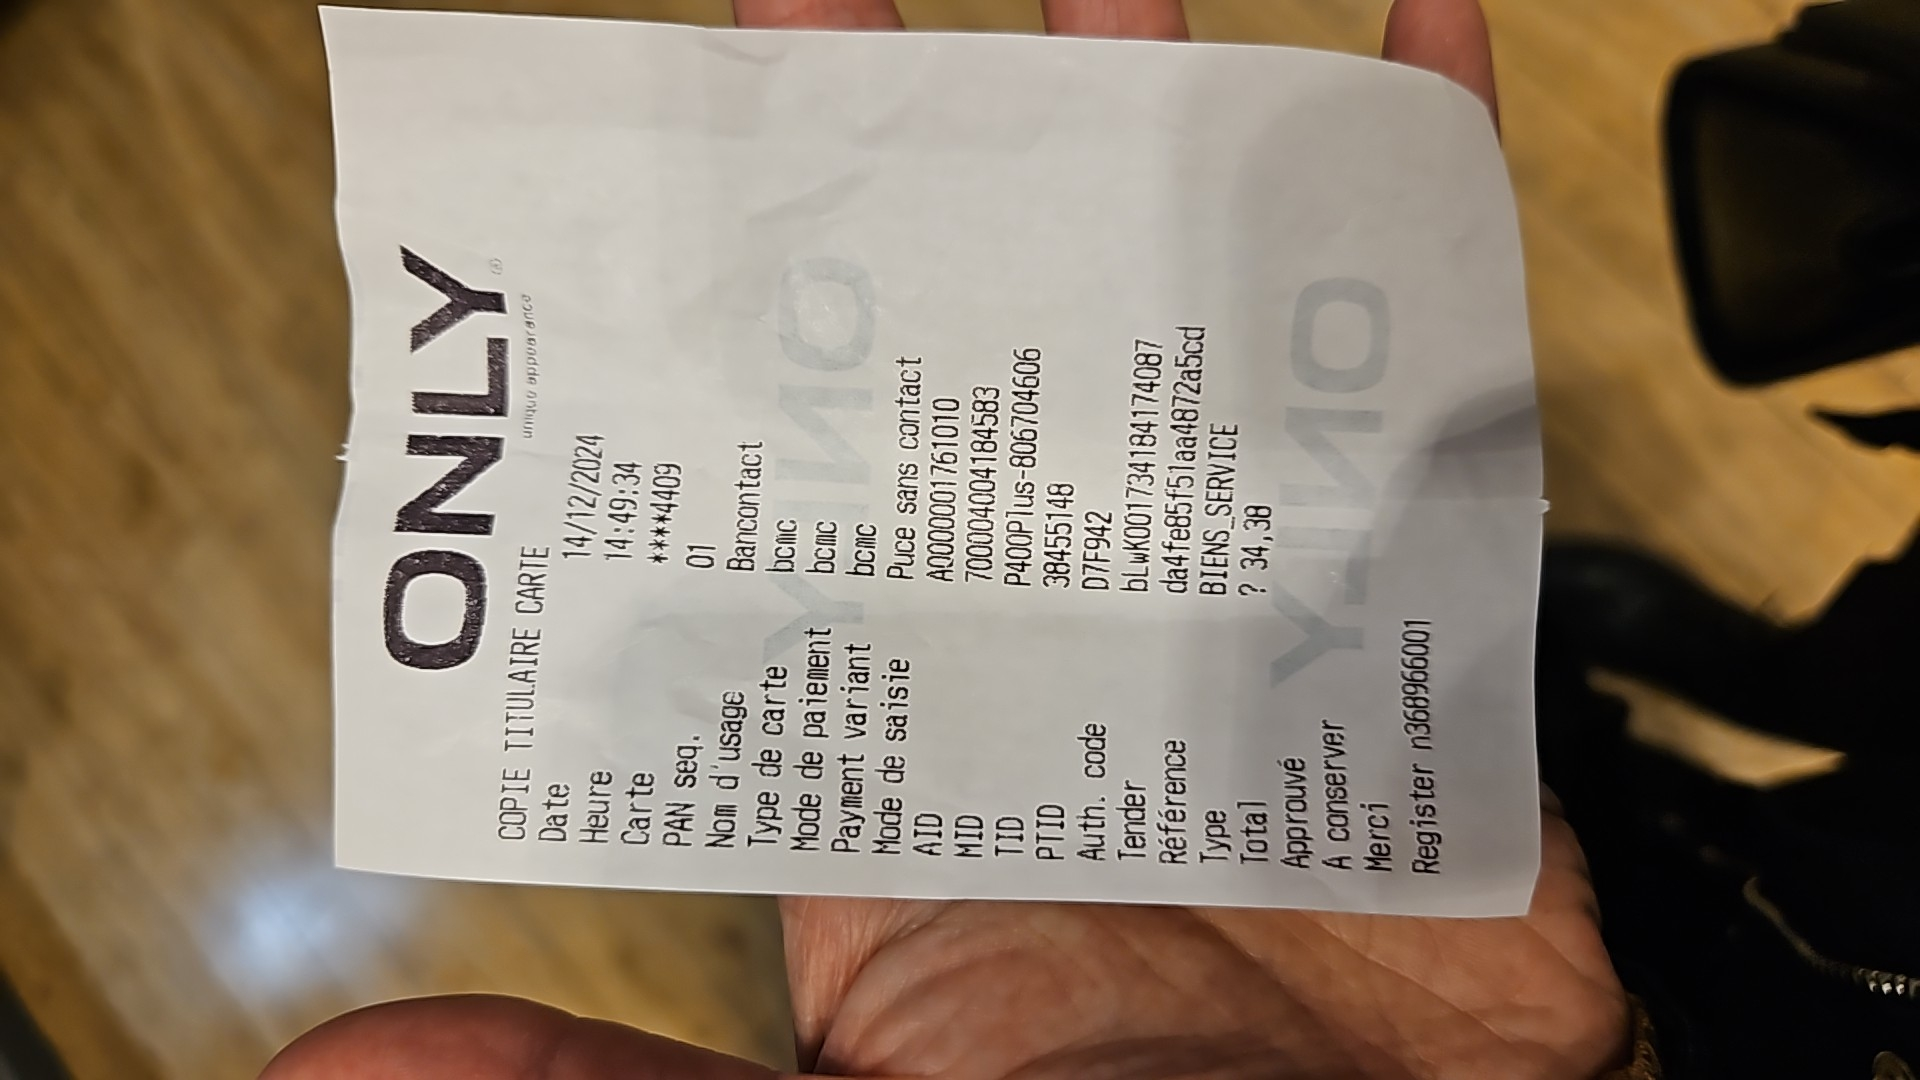 ONLY
unique appearance
COPIE TITULAIRE CARTE
Date 14/12/2024
Heure 14:49:34
Carte ****4409
PAN seq. 01
Nom d'usage Bancontact
Type de carte bcmc
Mode de paiement bcmc
Payment variant bcmc
Mode de saisie Puce sans contact
AID A0000001761010
MID 700004004184583
TID P400Plus-806704606
PTID 38455148
Auth. code D7F942
Tender bLwK001734184174087
Référence da4fe85f51aa4872a5cd
Type BIENS_SERVICE
Total ? 34,38
Approuvé
A conserver
Merci
Register n368966001